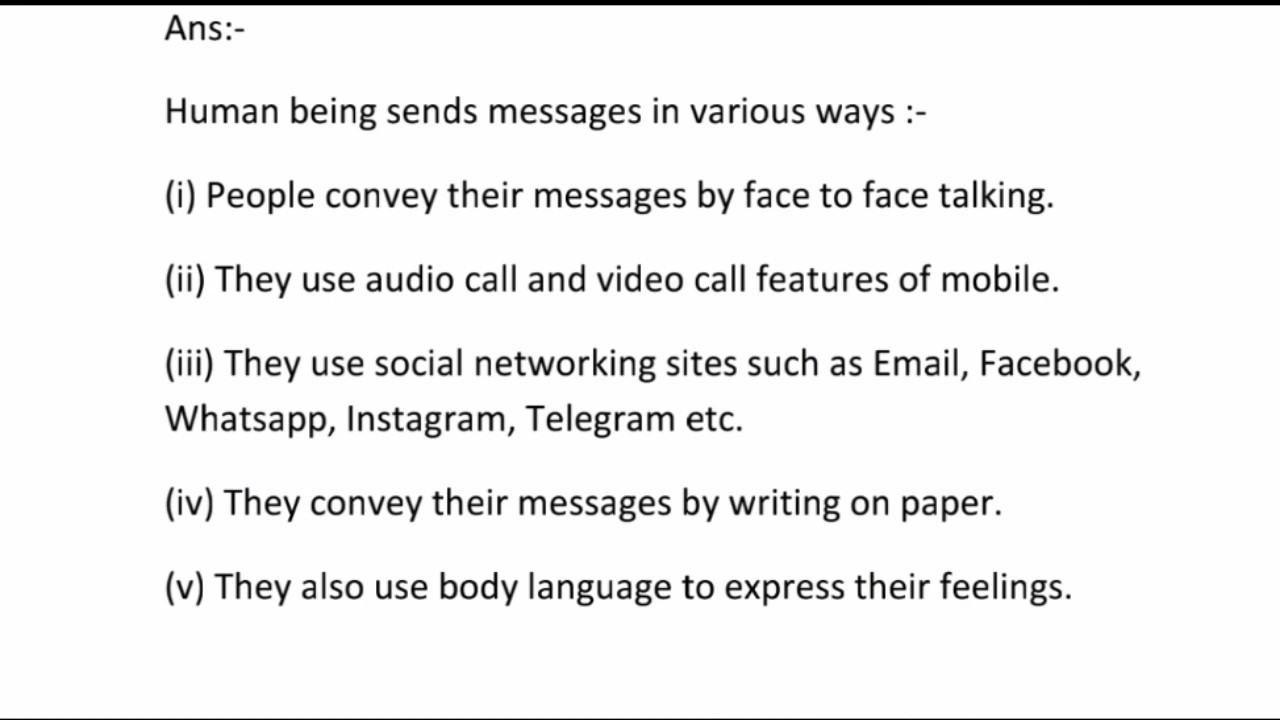 Ans:-
Human being sends messages in various ways :-
(i) People convey their messages by face to face talking.
(ii) They use audio call and video call features of mobile.
(iii) They use social networking sites such as Email, Facebook,
Whatsapp, Instagram, Telegram etc.
(iv) They convey their messages by writing on paper.
(v) They also use body language to express their feelings.